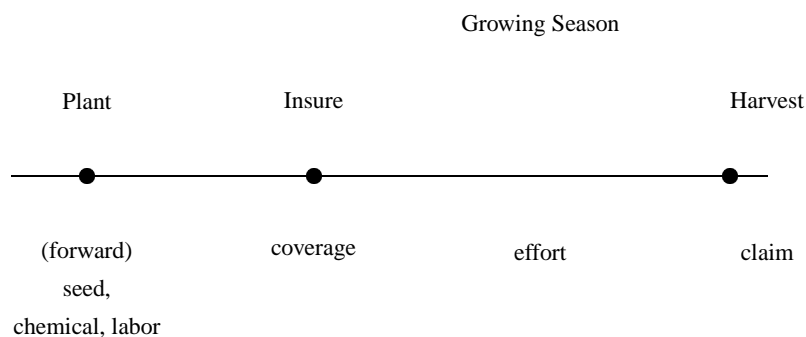 Growing Season
Plant
Insure
Harvest
(forward)
seed,
chemical, labor
coverage
effort
claim